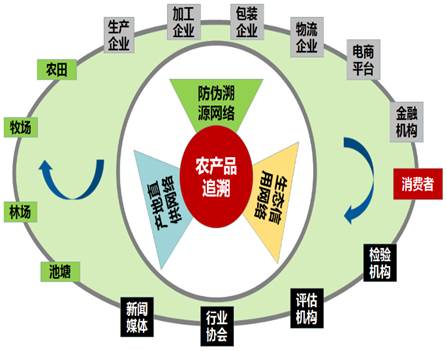 生产
企业
加工
企业
包装
企业
物流
企业
电商
平台
金融
机构
消费者
检验
机构
评估
机构
行业
协会
新闻
媒体
池塘
林场
牧场
农田
防伪溯
源网络
农产品
追溯
产地直
供网络
生态信
用网络